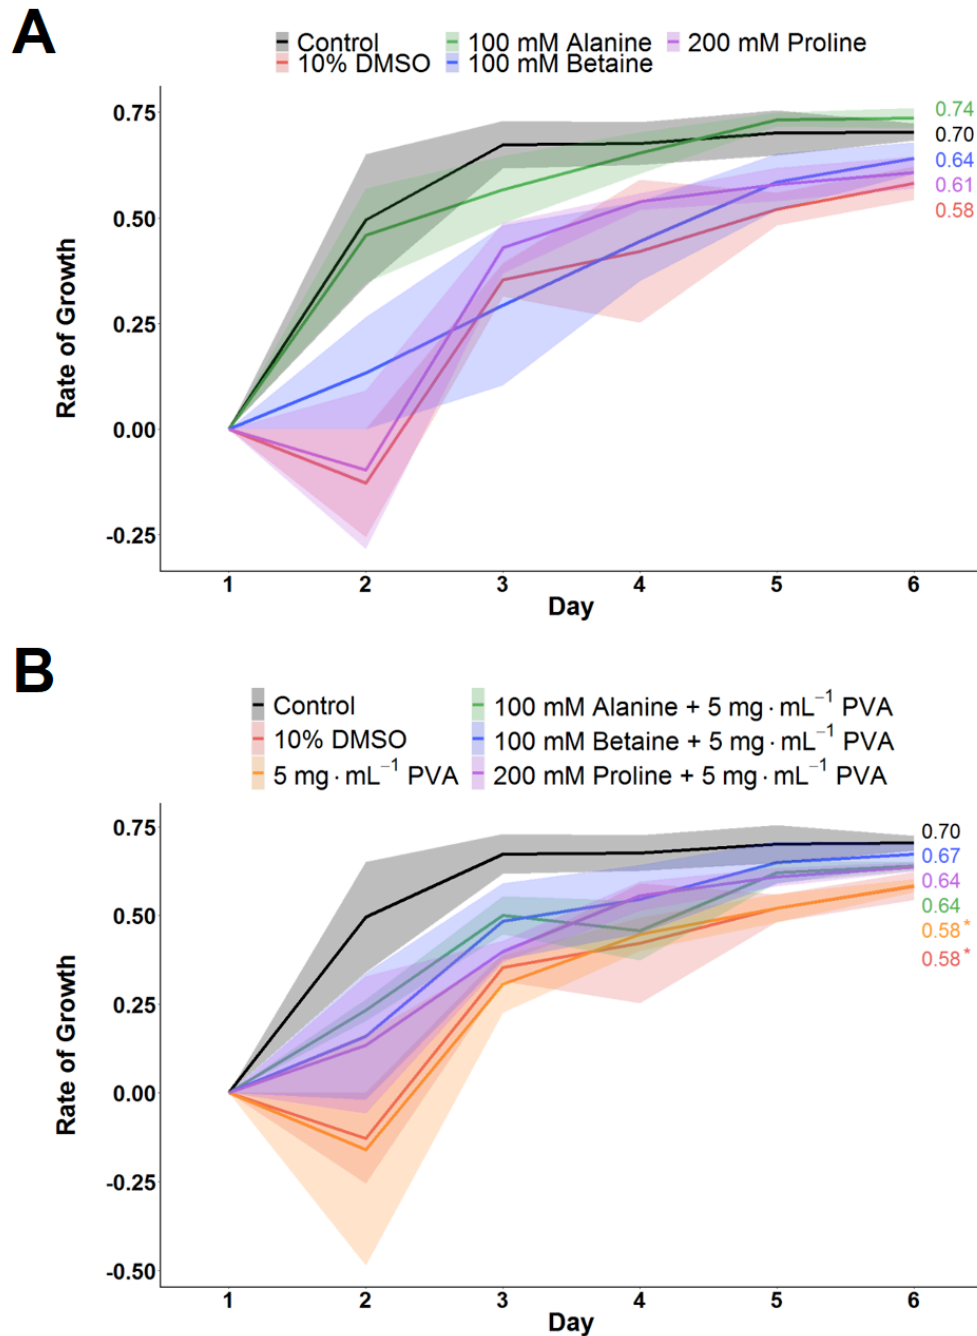 A
Control 100 mM Alanine 200 mM Proline
10% DMSO 100 mM Betaine
Rate of Growth
0.75
0.50
0.25
0.00
-0.25
0.74
0.70
0.64
0.61
0.58
1 2 3 4 5 6
Day
B
Control 100 mM Alanine + 5 mg · mL⁻¹ PVA
10% DMSO 100 mM Betaine + 5 mg · mL⁻¹ PVA
5 mg · mL⁻¹ PVA 200 mM Proline + 5 mg · mL⁻¹ PVA
Rate of Growth
0.75
0.50
0.25
0.00
-0.25
-0.50
0.70
0.67
0.64
0.64
0.58*
0.58*
1 2 3 4 5 6
Day